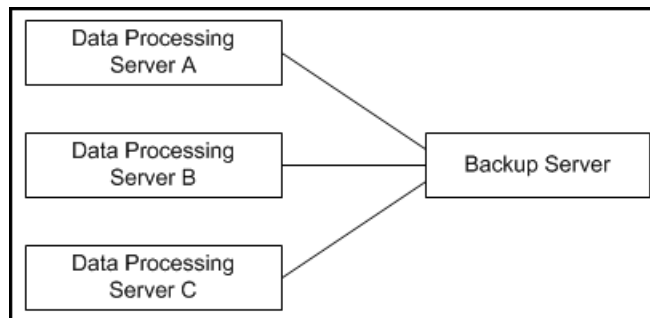 Data Processing
Server A
Data Processing
Server B
Backup Server
Data Processing
Server C